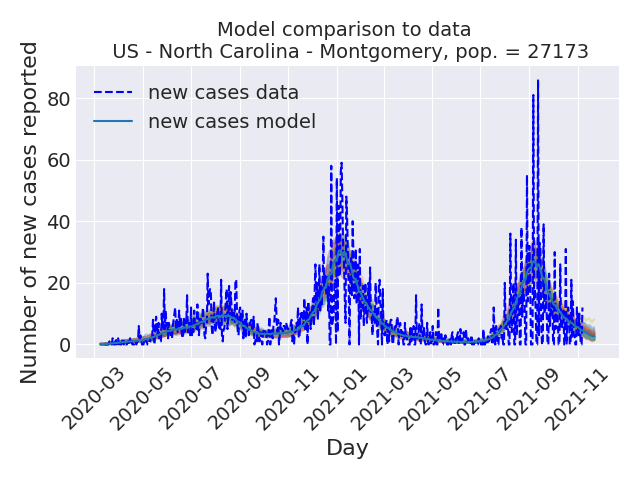 Model comparison to data
US - North Carolina - Montgomery, pop. = 27173
Number of new cases reported
80
60
40
20
0
new cases data
new cases model
2020-03
2020-05
2020-07
2020-09
2020-11
2021-01
2021-03
2021-05
2021-07
2021-09
2021-11
Day